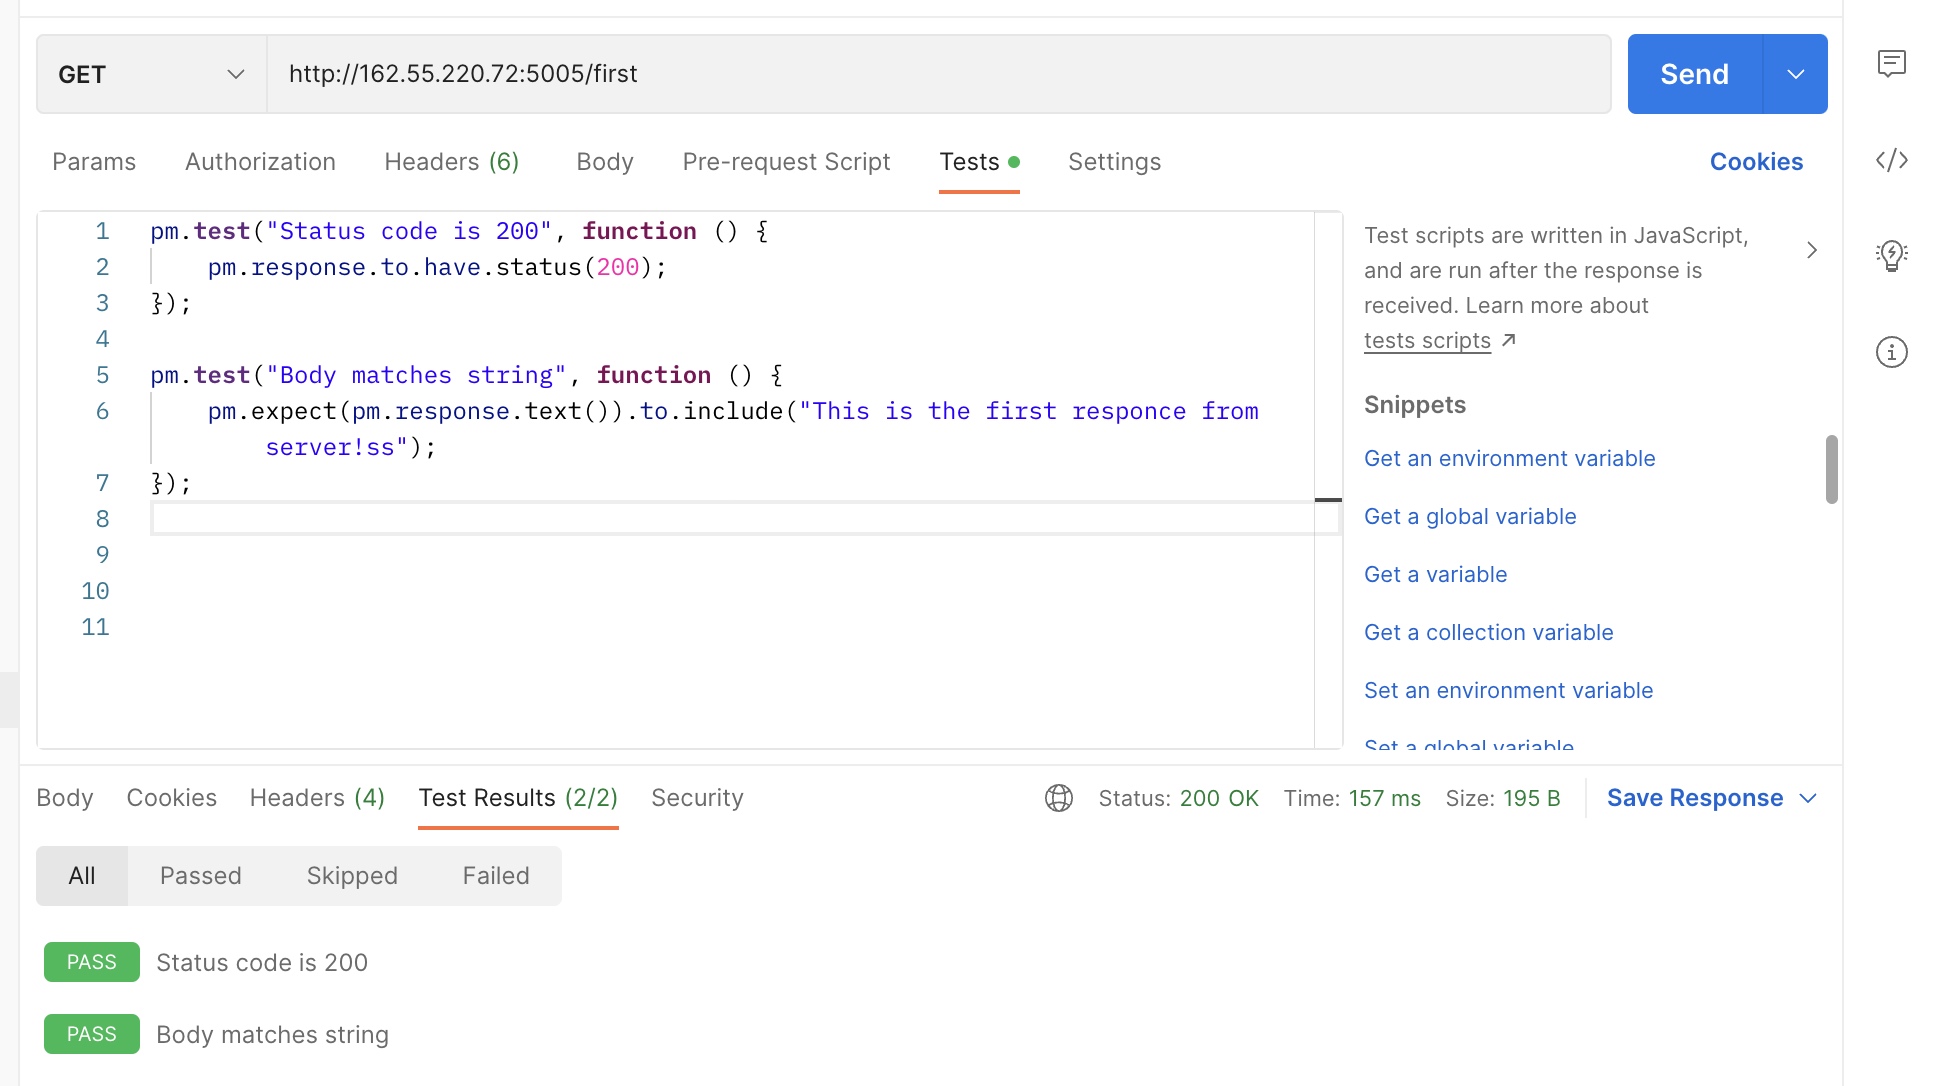 GET
http://162.55.220.72:5005/first
Send
Params Authorization Headers (6) Body Pre-request Script Tests Settings Cookies
1 pm.test("Status code is 200", function () {
2 pm.response.to.have.status(200);
3 });
4
5 pm.test("Body matches string", function () {
6 pm.expect(pm.response.text()).to.include("This is the first responce from
server!ss");
7 });
8
9
10
11
Test scripts are written in JavaScript,
and are run after the response is
received. Learn more about
tests scripts
Snippets
Get an environment variable
Get a global variable
Get a variable
Get a collection variable
Set an environment variable
Set a global variable
Body Cookies Headers (4) Test Results (2/2) Security Status: 200 OK Time: 157 ms Size: 195 B Save Response
All Passed Skipped Failed
PASS Status code is 200
PASS Body matches string